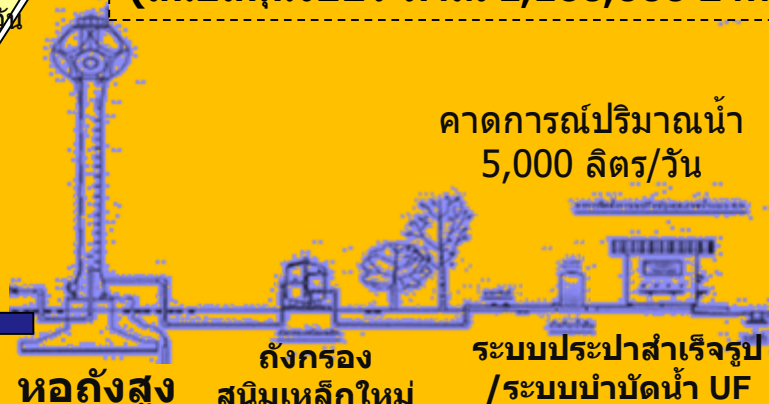 วัน
คาดการณ์ปริมาณน้ำ
5,000 ลิตร/วัน
ถังกรอง
สนิมเหล็กใหม่
ระบบประปาสำเร็จรูป
/ระบบบำบัดน้ำ UF
หอถังสูง